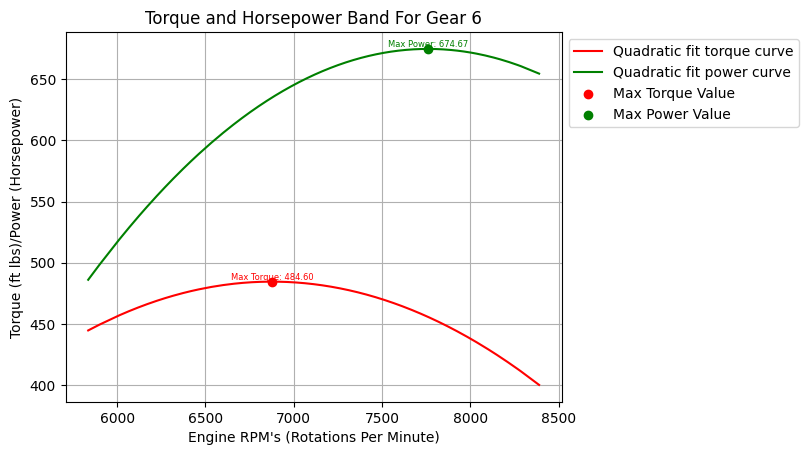 Torque and Horsepower Band For Gear 6
Torque (ft lbs)/Power (Horsepower)
650
600
550
500
450
400
Max Power: 674.67
Max Torque: 484.60
6000 6500 7000 7500 8000 8500
Engine RPM's (Rotations Per Minute)
Quadratic fit torque curve
Quadratic fit power curve
Max Torque Value
Max Power Value